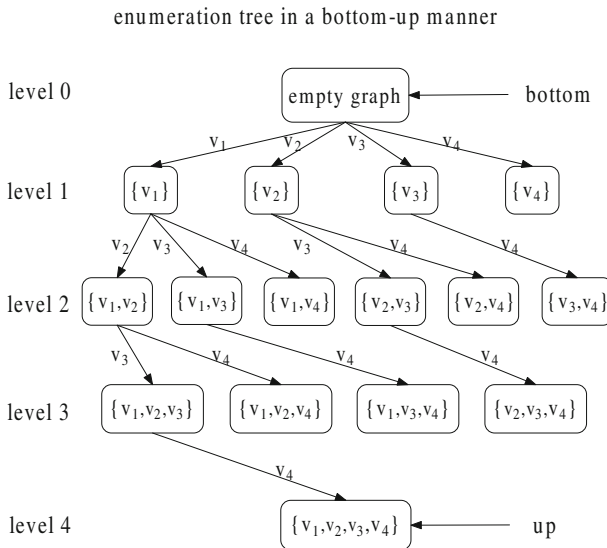 enumeration tree in a bottom-up manner
level 0
empty graph
bottom
v₁
v₂
v₃
v₄
level 1
{v₁}
{v₂}
{v₃}
{v₄}
v₂
v₃
v₄
v₃
v₄
v₄
level 2
{v₁,v₂}
{v₁,v₃}
{v₁,v₄}
{v₂,v₃}
{v₂,v₄}
{v₃,v₄}
v₃
v₄
v₄
v₄
level 3
{v₁,v₂,v₃}
{v₁,v₂,v₄}
{v₁,v₃,v₄}
{v₂,v₃,v₄}
v₄
level 4
{v₁,v₂,v₃,v₄}
up